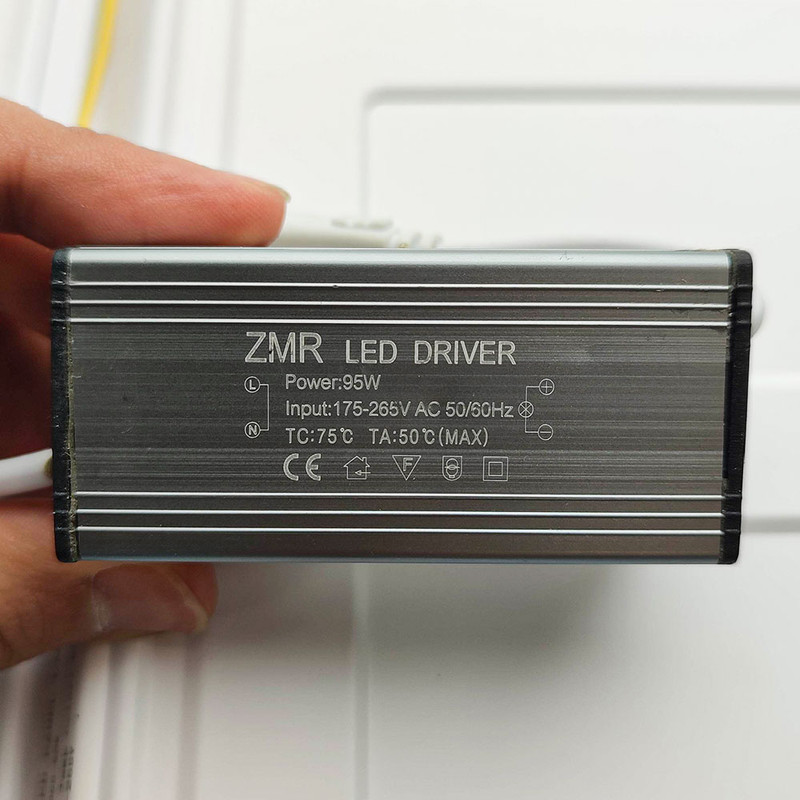 ZMR LED DRIVER
L Power:95W +
Input:175-265V AC 50/60Hz
N TC:75℃ TA:50℃(MAX) -
CE F